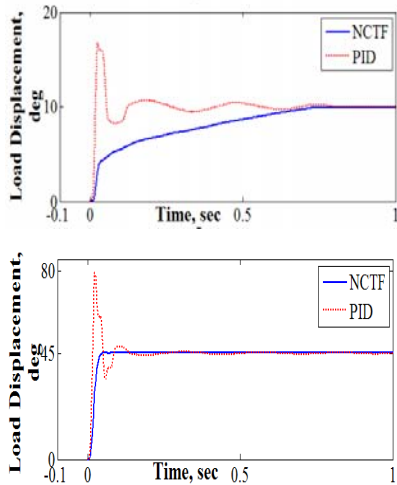 20
NCTF
PID
Load Displacement,
deg
10
0
-0.1
0
Time, sec
0.5
1
80
NCTF
PID
Load Displacement,
deg
45
0
-0.1
0
Time, sec
0.5
1